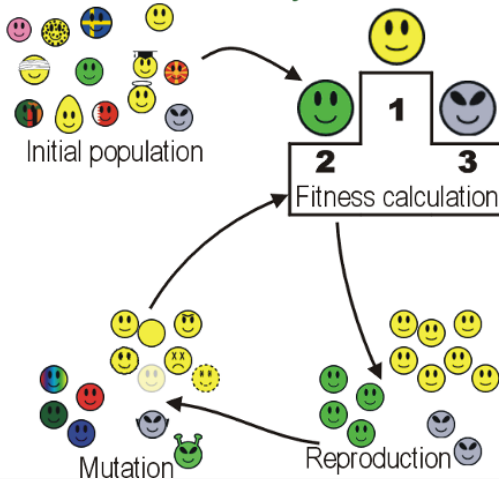 1
2
3
Initial population
Fitness calculation
Mutation
Reproduction